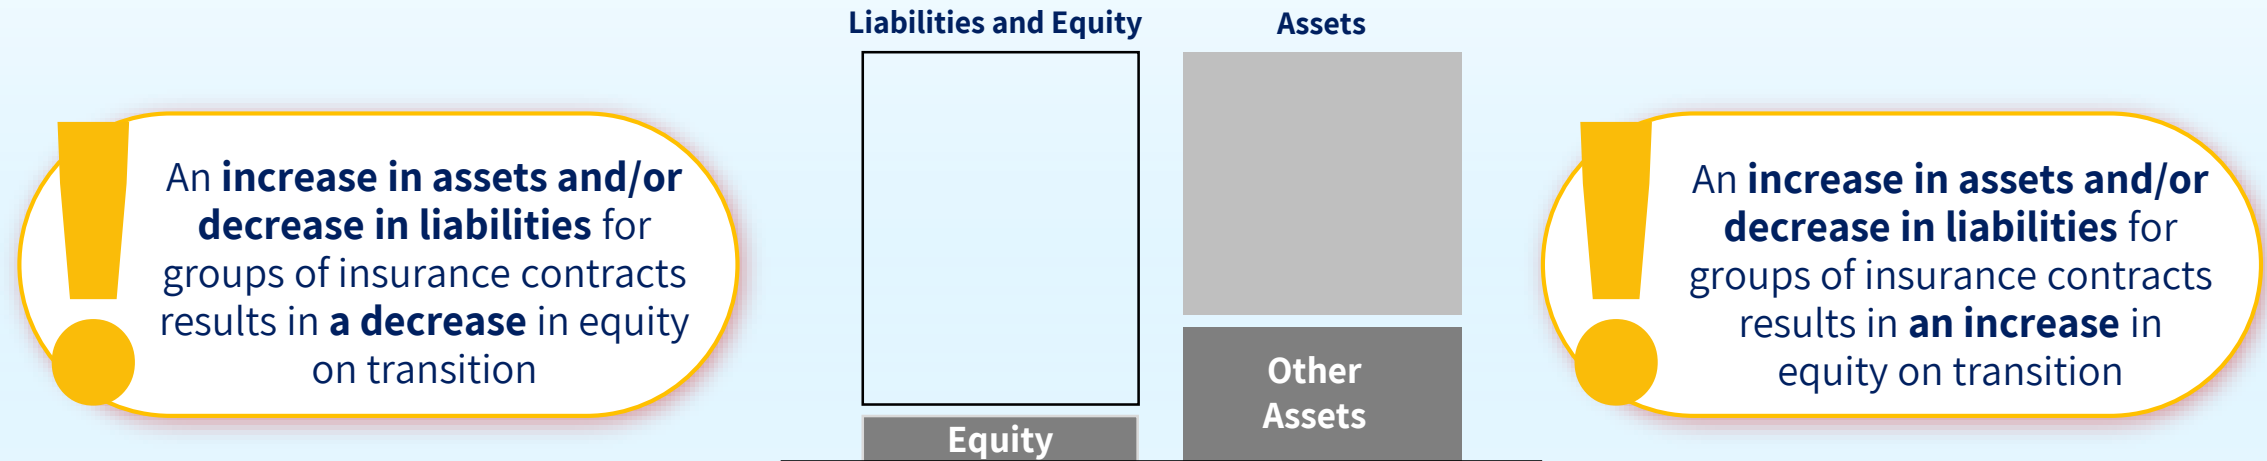 An increase in assets and/or
decrease in liabilities for
groups of insurance contracts
results in a decrease in equity
on transition
Liabilities and Equity
Equity
Assets
Other
Assets
An increase in assets and/or
decrease in liabilities for
groups of insurance contracts
results in an increase in
equity on transition